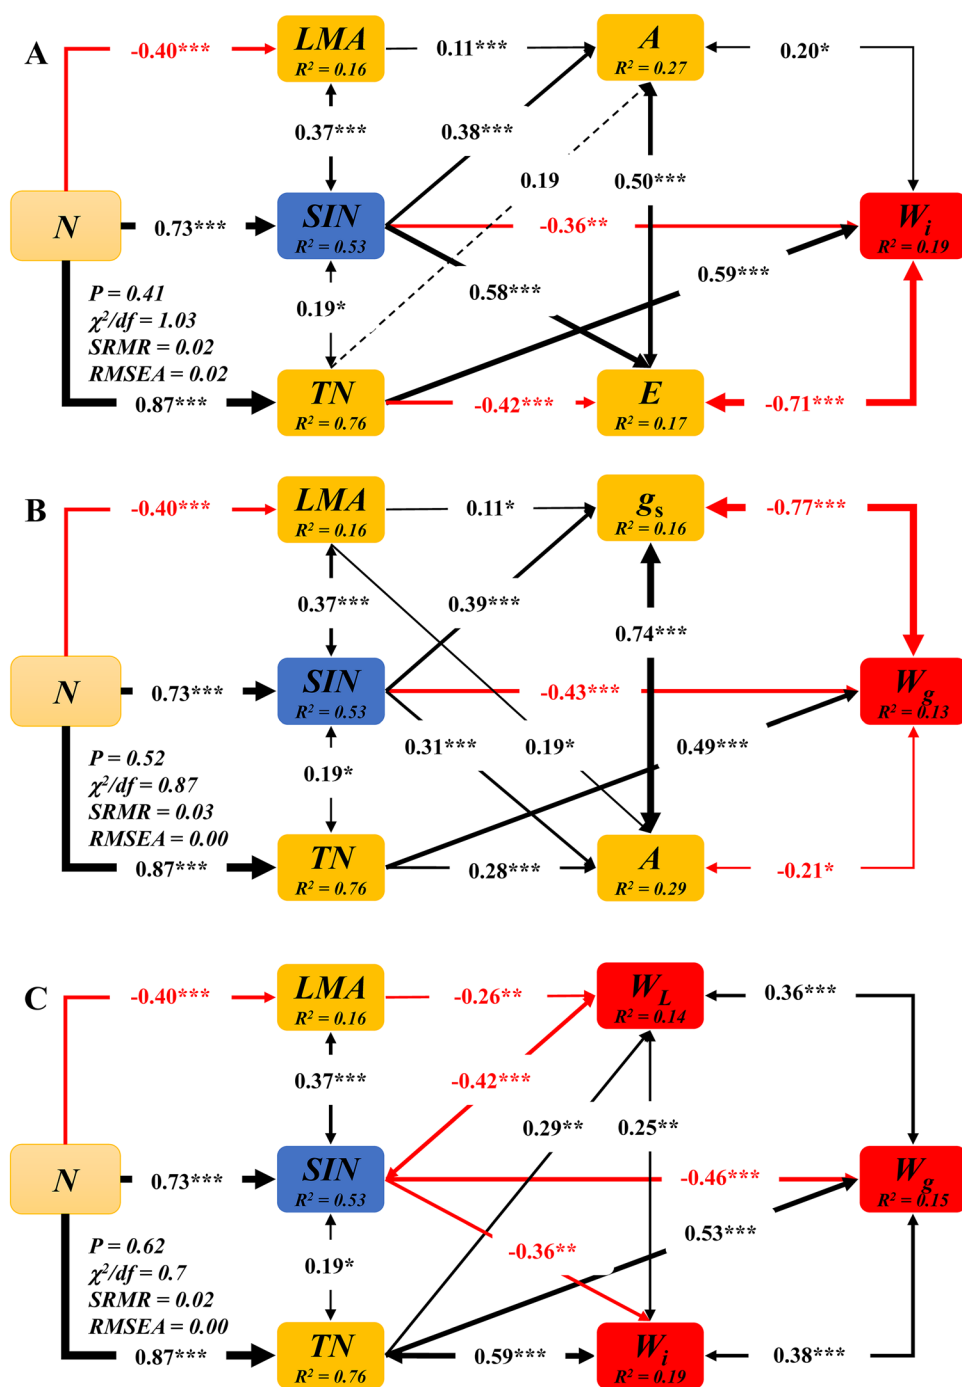 A
-0.40***
LMA
R² = 0.16
0.11***
A
R² = 0.27
0.20*
0.37***
0.38***
0.19
0.50***
N
0.73***
SIN
R² = 0.53
-0.36**
W_i
R² = 0.19
P = 0.41
χ²/df = 1.03
SRMR = 0.02
RMSEA = 0.02
0.19*
0.58***
0.59***
0.87***
TN
R² = 0.76
-0.42***
E
R² = 0.17
-0.71***
B
-0.40***
LMA
R² = 0.16
0.11*
g_s
R² = 0.16
-0.77***
0.37***
0.39***
0.74***
N
0.73***
SIN
R² = 0.53
-0.43***
W_g
R² = 0.13
P = 0.52
χ²/df = 0.87
SRMR = 0.03
RMSEA = 0.00
0.19*
0.31***
0.19*
0.49***
0.87***
TN
R² = 0.76
0.28***
A
R² = 0.29
-0.21*
C
-0.40***
LMA
R² = 0.16
-0.26**
W_L
R² = 0.14
0.36***
0.37***
-0.42***
0.29**
0.25**
N
0.73***
SIN
R² = 0.53
-0.46***
W_g
R² = 0.15
P = 0.62
χ²/df = 0.7
SRMR = 0.02
RMSEA = 0.00
0.19*
-0.36**
0.53***
0.87***
TN
R² = 0.76
0.59***
W_i
R² = 0.19
0.38***